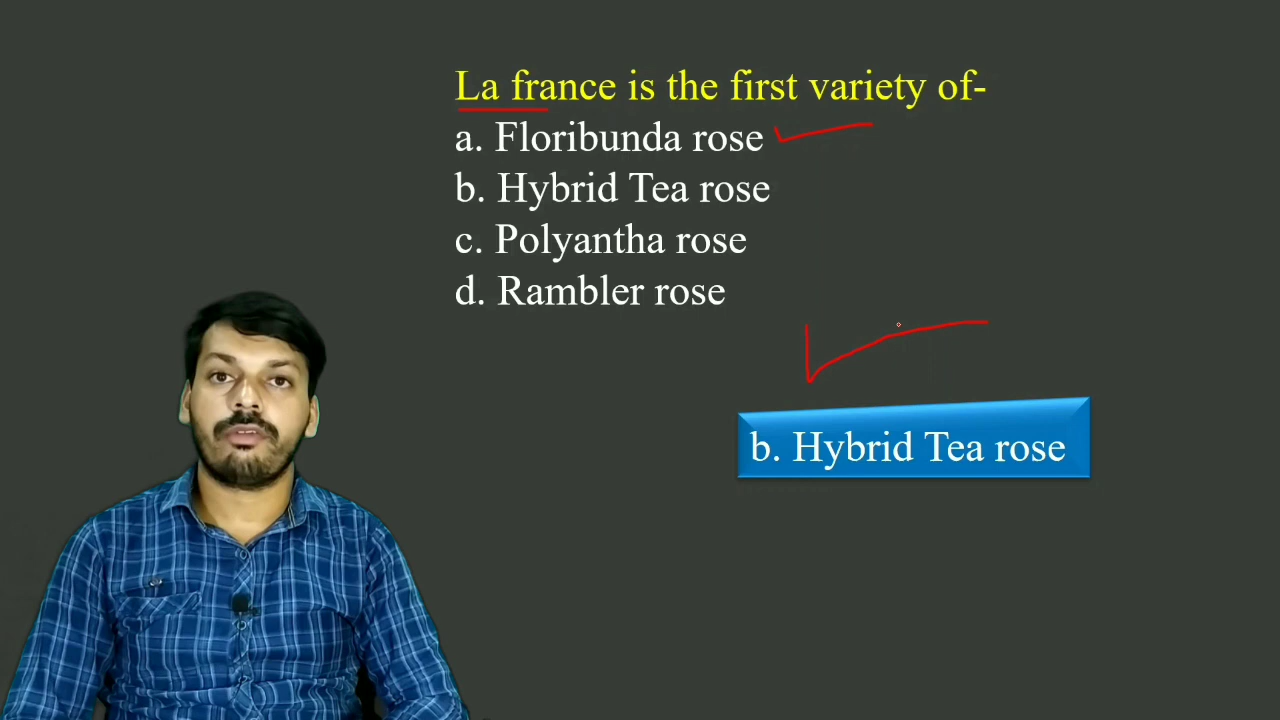 La france is the first variety of-
a. Floribunda rose
b. Hybrid Tea rose
c. Polyantha rose
d. Rambler rose
b. Hybrid Tea rose